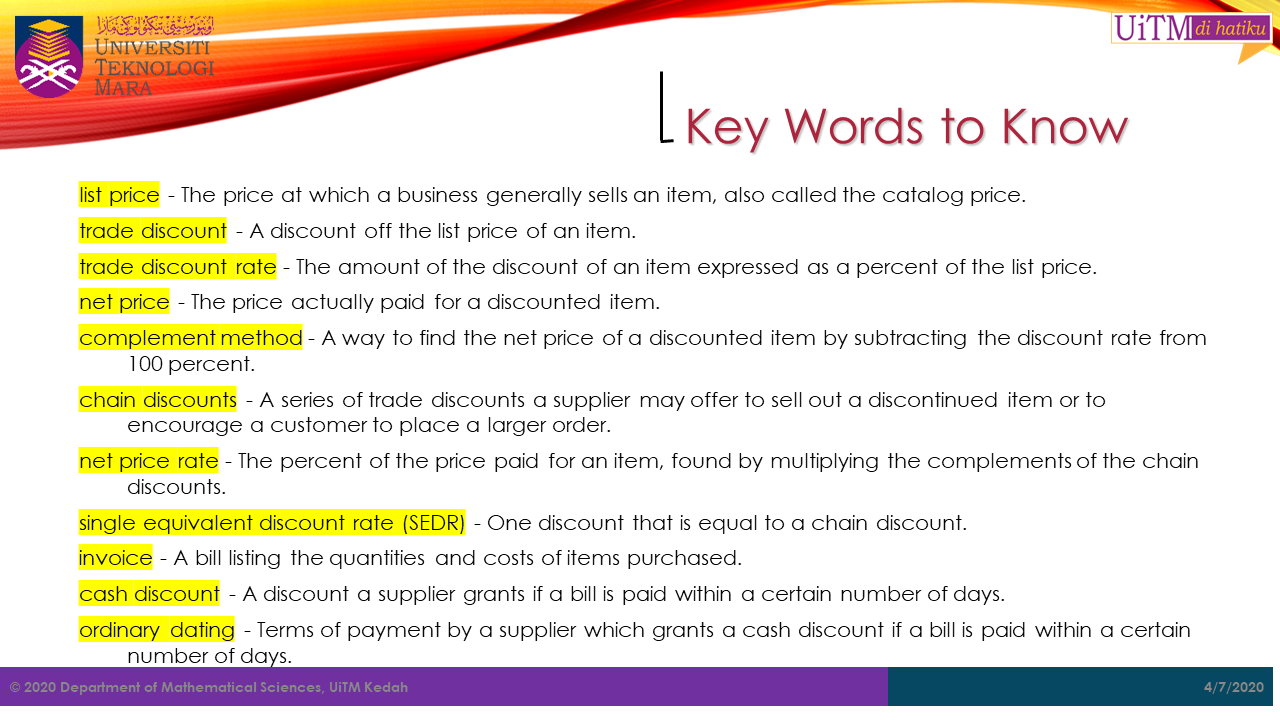 اونيۏرسيتي تيكنولوݢي مارا
UNIVERSITI
TEKNOLOGI
MARA
UiTM di hatiku
Key Words to Know
list price - The price at which a business generally sells an item, also called the catalog price.
trade discount - A discount off the list price of an item.
trade discount rate - The amount of the discount of an item expressed as a percent of the list price.
net price - The price actually paid for a discounted item.
complement method - A way to find the net price of a discounted item by subtracting the discount rate from
100 percent.
chain discounts - A series of trade discounts a supplier may offer to sell out a discontinued item or to
encourage a customer to place a larger order.
net price rate - The percent of the price paid for an item, found by multiplying the complements of the chain
discounts.
single equivalent discount rate (SEDR) - One discount that is equal to a chain discount.
invoice - A bill listing the quantities and costs of items purchased.
cash discount - A discount a supplier grants if a bill is paid within a certain number of days.
ordinary dating - Terms of payment by a supplier which grants a cash discount if a bill is paid within a certain
number of days.
© 2020 Department of Mathematical Sciences, UiTM Kedah
4/7/2020